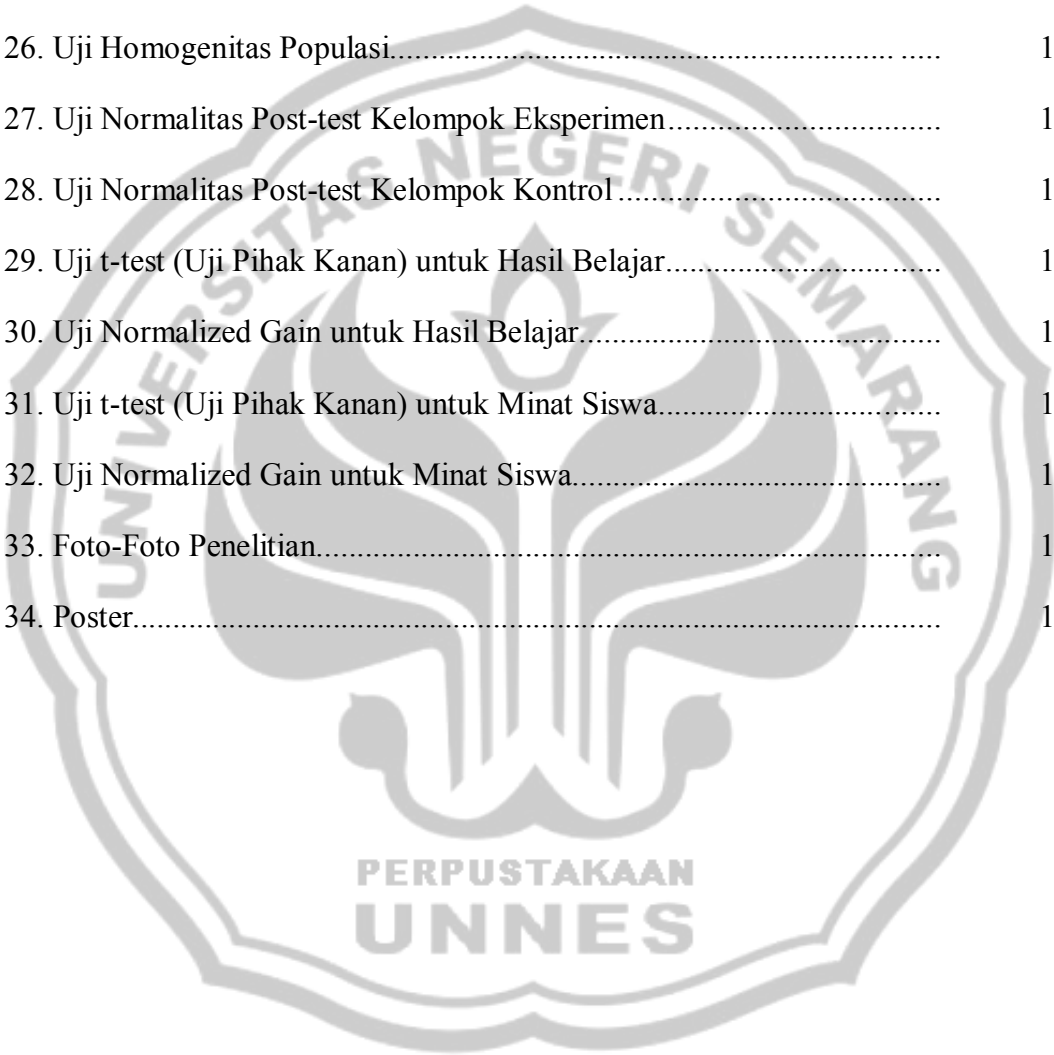 26. Uji Homogenitas Populasi..................................................................... ..... 1
27. Uji Normalitas Post-test Kelompok Eksperimen.................................. 1
28. Uji Normalitas Post-test Kelompok Kontrol........................................ 1
29. Uji t-test (Uji Pihak Kanan) untuk Hasil Belajar.................................. 1
30. Uji Normalized Gain untuk Hasil Belajar............................................. 1
31. Uji t-test (Uji Pihak Kanan) untuk Minat Siswa................................... 1
32. Uji Normalized Gain untuk Minat Siswa.............................................. 1
33. Foto-Foto Penelitian.............................................................................. 1
34. Poster..................................................................................................... 1
UNIVERSITAS NEGERI SEMARANG
PERPUSTAKAAN
UNNES